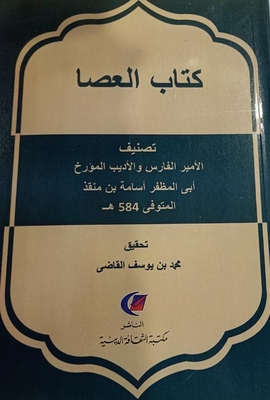 كتاب العصا
تصنيف
الأمير الفارس والأديب المؤرخ
أبى المظفر أسامة بن منقذ
المتوفى 584 هـ
تحقيق
محمد بن يوسف القاضى
الناشر
مكتبة الثقافة الدينية